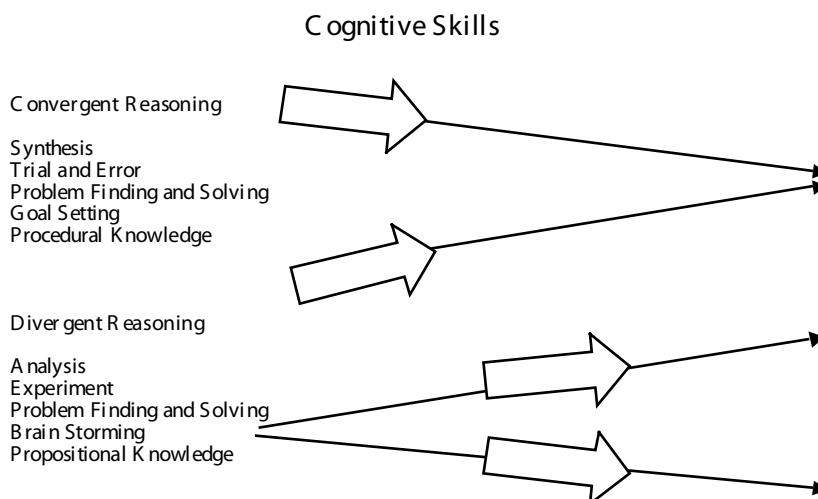 Cognitive Skills
Convergent Reasoning
Synthesis
Trial and Error
Problem Finding and Solving
Goal Setting
Procedural Knowledge
Divergent Reasoning
Analysis
Experiment
Problem Finding and Solving
Brain Storming
Propositional Knowledge